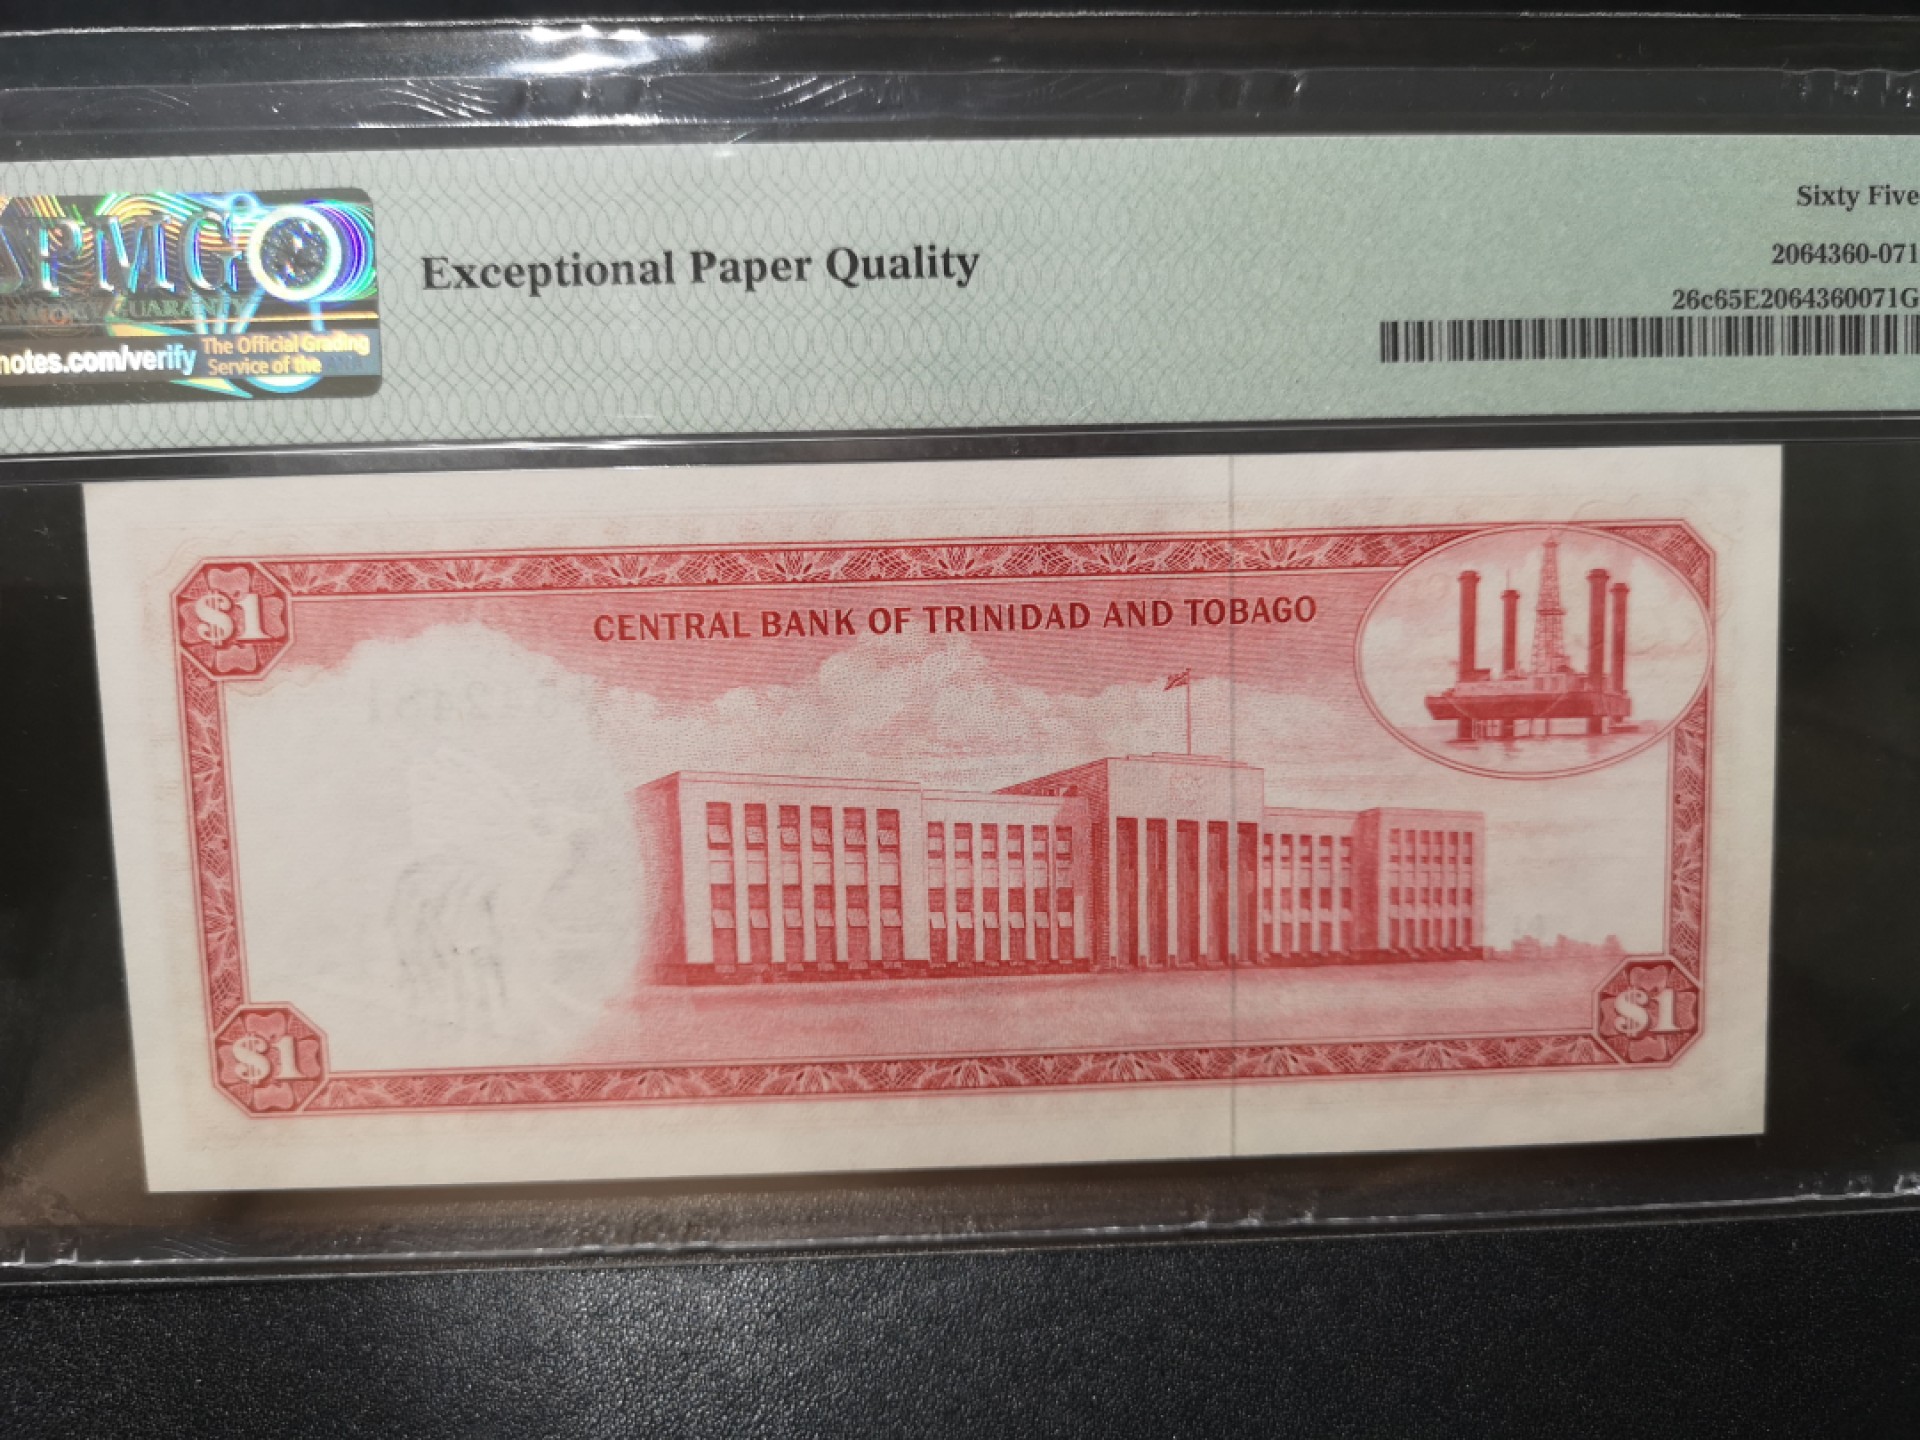 Sixty Five
PMG
GUARANTY
Exceptional Paper Quality
2064360-071
26c65E2064360071G
notes.com/verify
The Official Grading
Service of the
CENTRAL BANK OF TRINIDAD AND TOBAGO
$1
$1
$1